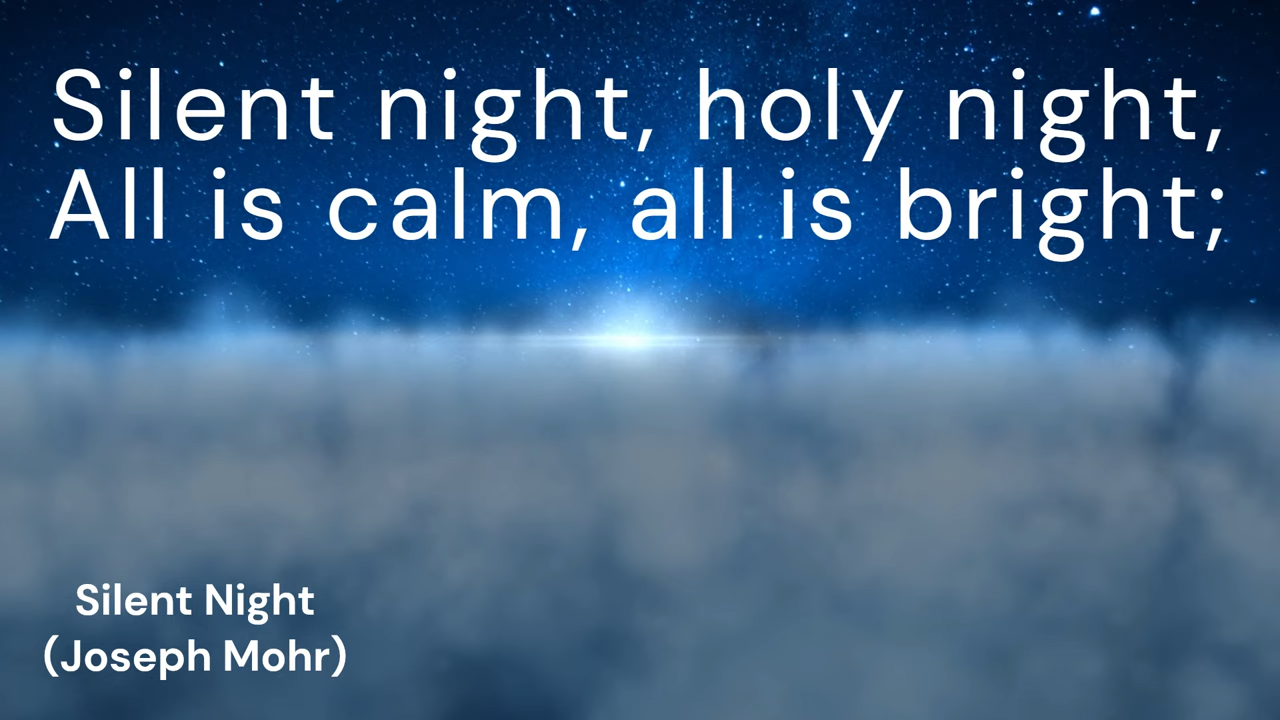 Silent night, holy night,
All is calm, all is bright;
Silent Night
(Joseph Mohr)